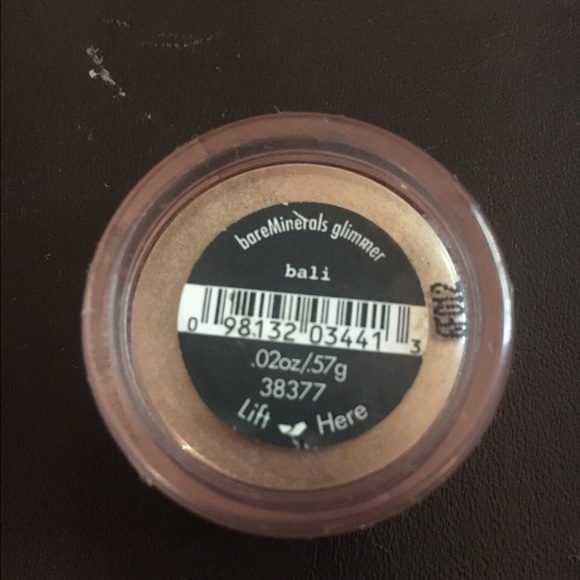 bareMinerals glimmer
bali
0 98132 03441 3
.02oz/.57g
38377
Lift Here